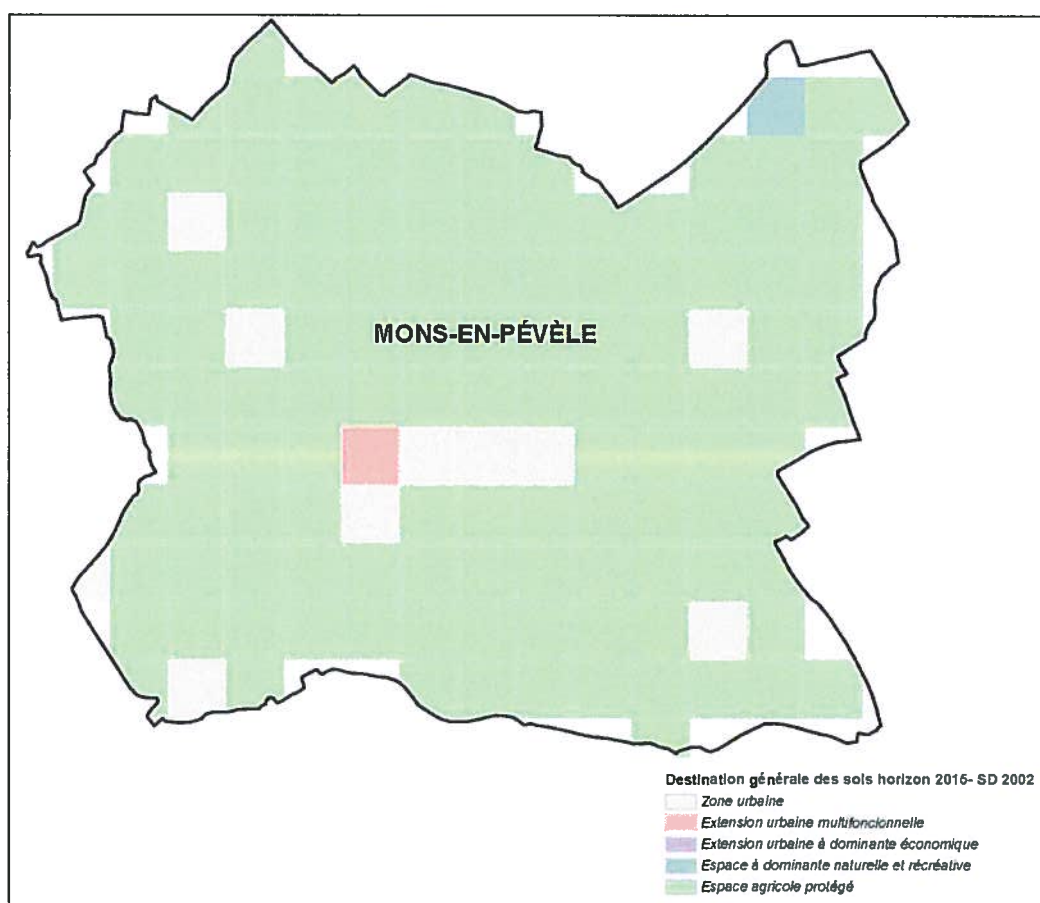 MONS-EN-PÉVÈLE
Destination générale des sols horizon 2015- SD 2002
Zone urbaine
Extension urbaine multifoncionnelle
Extension urbaine à dominante économique
Espace à dominante naturelle et récréative
Espace agricole protégé